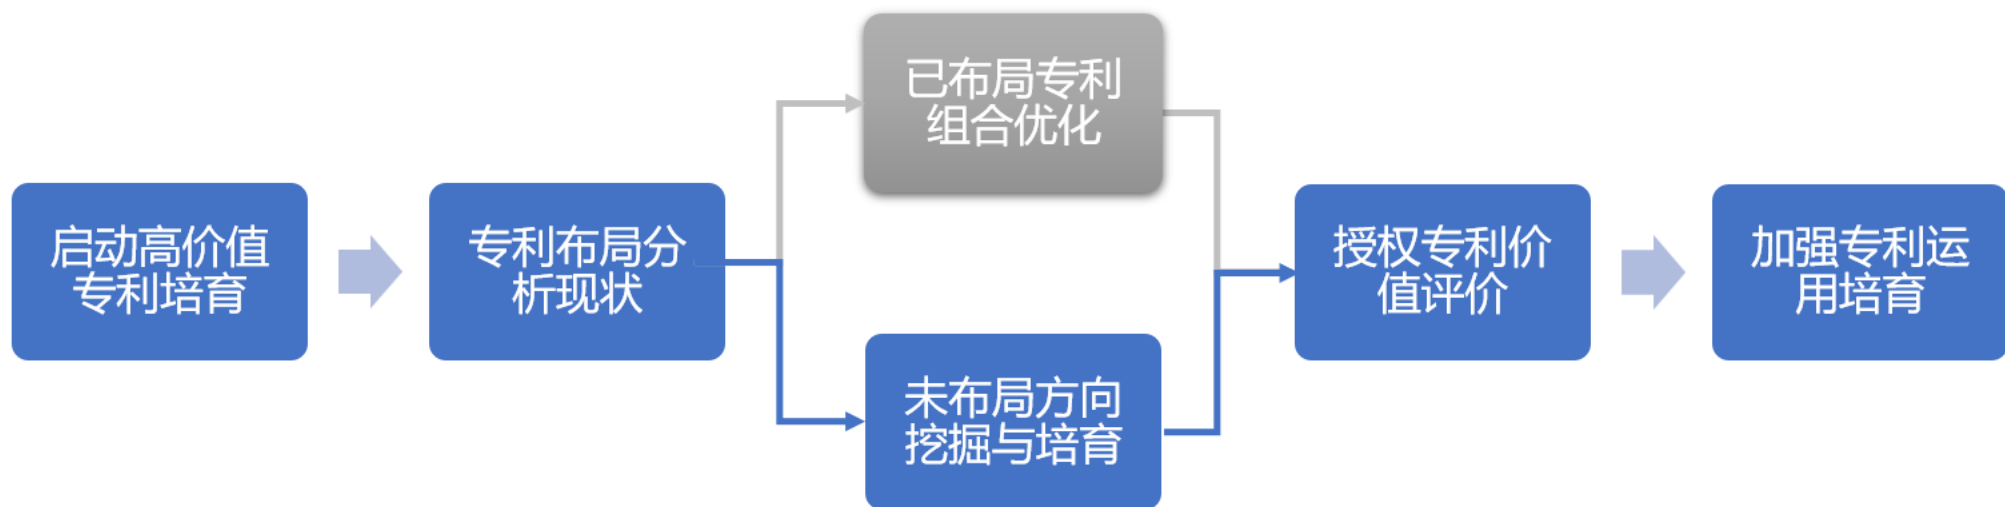 启动高价值
专利培育
专利布局分
析现状
已布局专利
组合优化
未布局方向
挖掘与培育
授权专利价
值评价
加强专利运
用培育